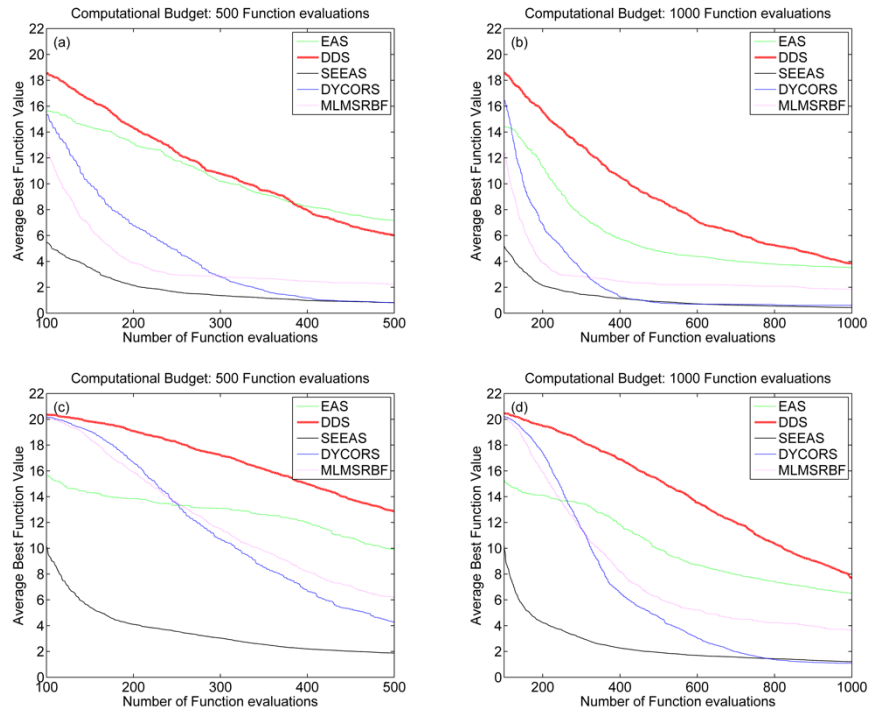 Computational Budget: 500 Function evaluations
(a)
EAS
DDS
SEEAS
DYCORS
MLMSRBF
Average Best Function Value
22
20
18
16
14
12
10
8
6
4
2
0
100
200
300
400
500
Number of Function evaluations
Computational Budget: 1000 Function evaluations
(b)
EAS
DDS
SEEAS
DYCORS
MLMSRBF
Average Best Function Value
22
20
18
16
14
12
10
8
6
4
2
0
200
400
600
800
1000
Number of Function evaluations
Computational Budget: 500 Function evaluations
(c)
EAS
DDS
SEEAS
DYCORS
MLMSRBF
Average Best Function Value
22
20
18
16
14
12
10
8
6
4
2
0
100
200
300
400
500
Number of Function evaluations
Computational Budget: 1000 Function evaluations
(d)
EAS
DDS
SEEAS
DYCORS
MLMSRBF
Average Best Function Value
22
20
18
16
14
12
10
8
6
4
2
0
200
400
600
800
1000
Number of Function evaluations